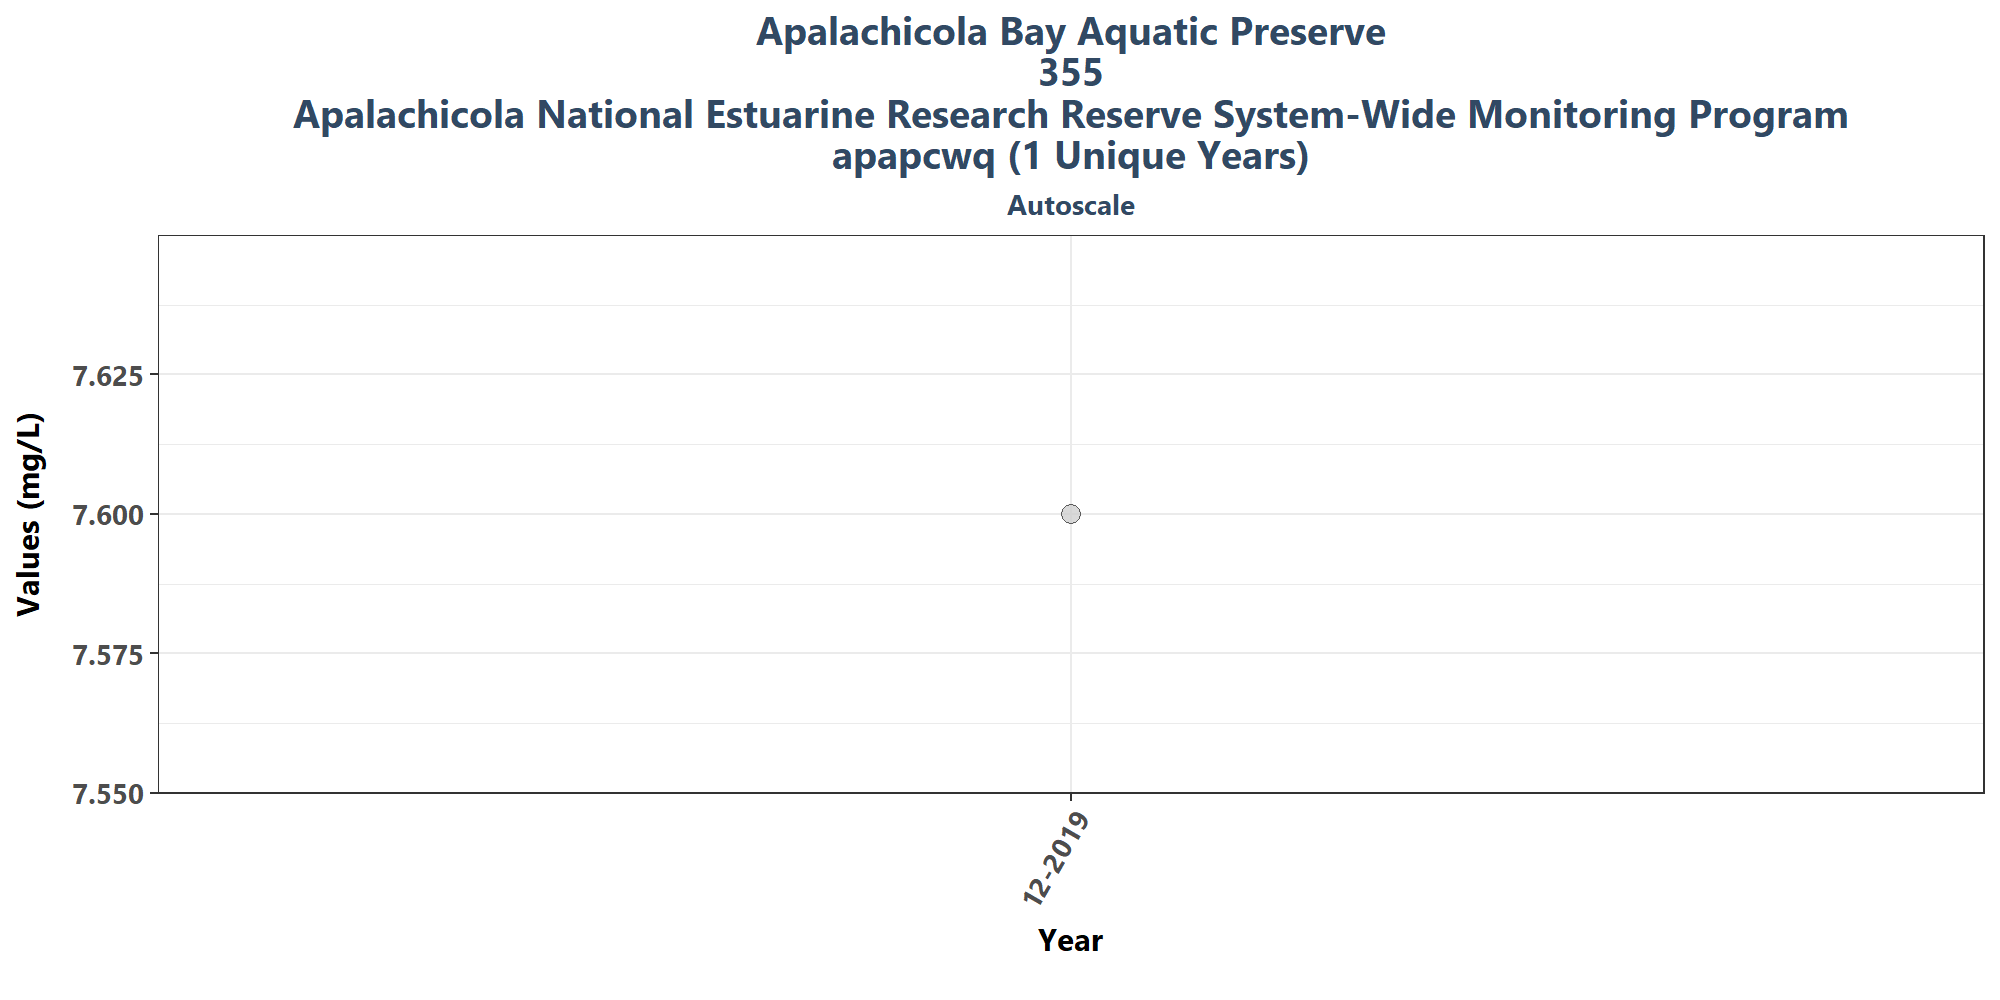 Apalachicola Bay Aquatic Preserve
355
Apalachicola National Estuarine Research Reserve System-Wide Monitoring Program
apapcwq (1 Unique Years)
Autoscale
Values (mg/L)
7.625
7.600
7.575
7.550
12-2019
Year